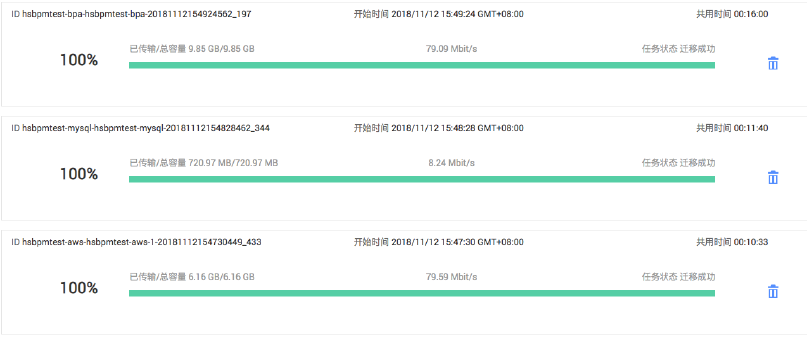 ID hsbpmtest-bpa-hsbpmtest-bpa-20181112154924562_197 开始时间 2018/11/12 15:49:24 GMT+08:00 共用时间 00:16:00
100% 已传输/总容量 9.85 GB/9.85 GB 79.09 Mbit/s 任务状态 迁移成功
ID hsbpmtest-mysql-hsbpmtest-mysql-20181112154828462_344 开始时间 2018/11/12 15:48:28 GMT+08:00 共用时间 00:11:40
100% 已传输/总容量 720.97 MB/720.97 MB 8.24 Mbit/s 任务状态 迁移成功
ID hsbpmtest-aws-hsbpmtest-aws-1-20181112154730449_433 开始时间 2018/11/12 15:47:30 GMT+08:00 共用时间 00:10:33
100% 已传输/总容量 6.16 GB/6.16 GB 79.59 Mbit/s 任务状态 迁移成功